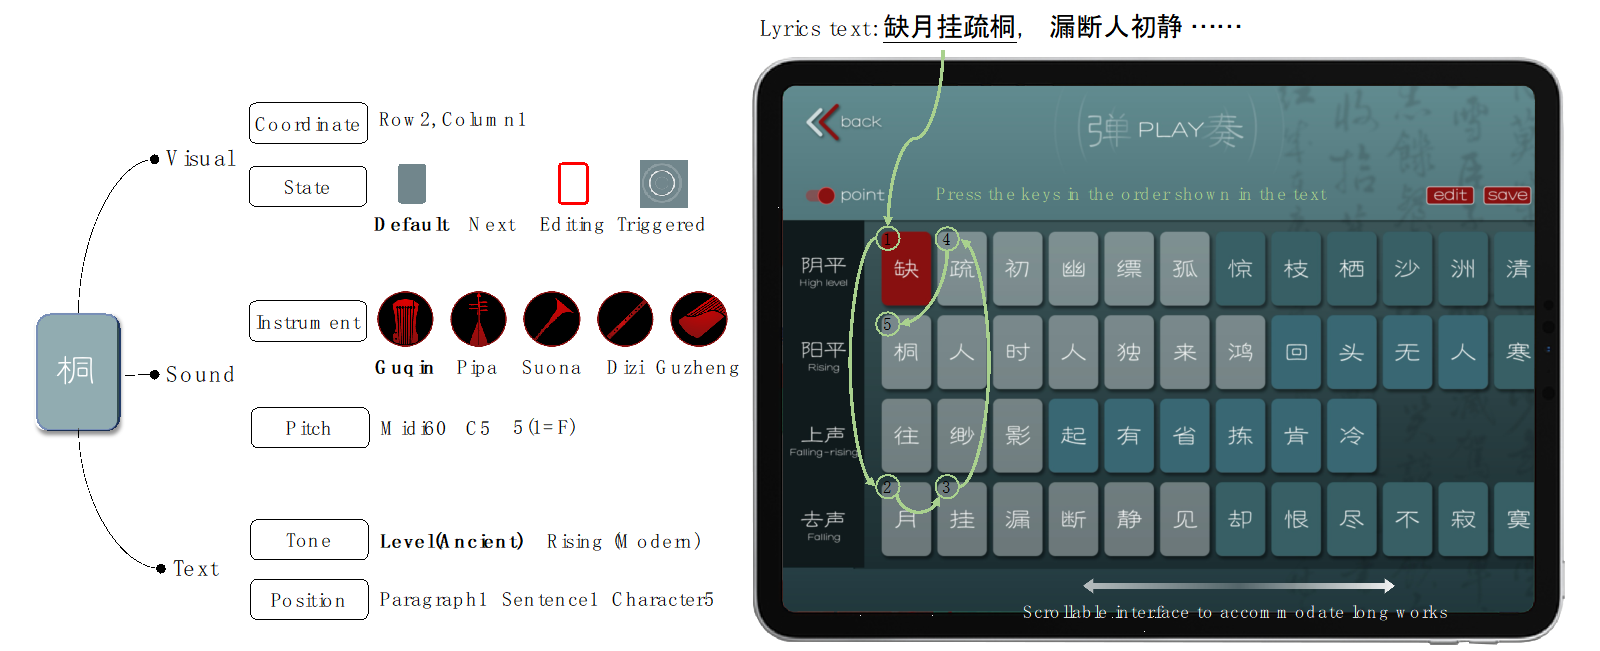 Lyrics text: 缺月挂疏桐, 漏断人初静 ……
Coordinate Row2,Column1
Visual
State
Default Next Editing Triggered
Instrument
Guqin Pipa Suona Dizi Guzheng
桐
Sound
Pitch Midi60 C5 5(1=F)
Tone Level(Ancient) Rising (Modern)
Text
Position Paragraph1 Sentence1 Character5
back
弹 PLAY 奏
point Press the keys in the order shown in the text edit save
1 4
阴平 缺 疏 初 幽 缥 孤 惊 枝 栖 沙 洲 清
High level
5
阳平 桐 人 时 人 独 来 鸿 回 头 无 人 寒
Rising
上声 往 缈 影 起 有 省 拣 肯 冷
Falling-rising
2 3
去声 月 挂 漏 断 静 见 却 恨 尽 不 寂 寞
Falling
Scrollable interface to accommodate long works